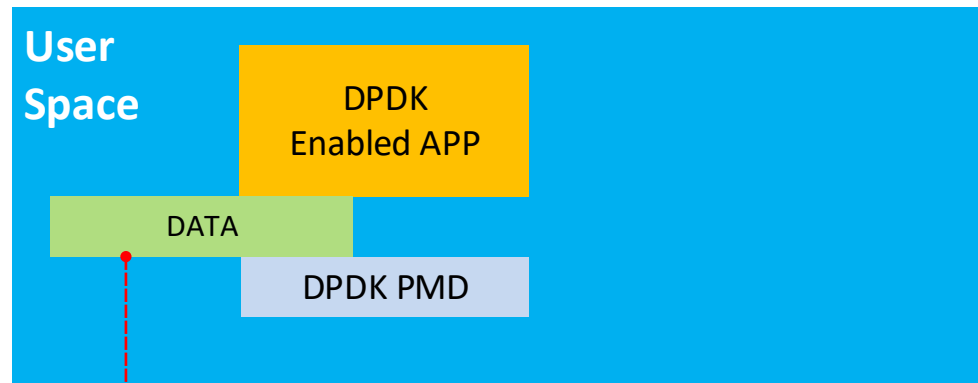 User
Space
DPDK
Enabled APP
DATA
DPDK PMD